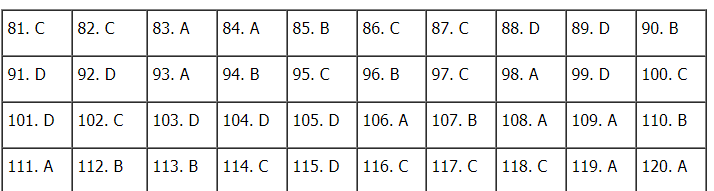 81. C 82. C 83. A 84. A 85. B 86. C 87. C 88. D 89. D 90. B
91. D 92. D 93. A 94. B 95. C 96. B 97. C 98. A 99. D 100. C
101. D 102. C 103. D 104. D 105. D 106. A 107. B 108. A 109. A 110. B
111. A 112. B 113. B 114. C 115. D 116. C 117. C 118. C 119. A 120. A